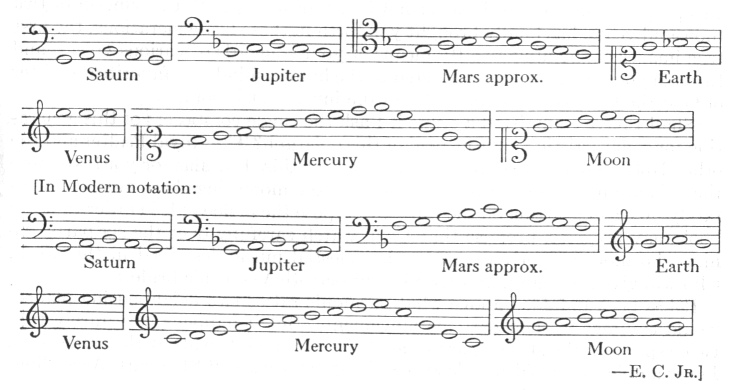 Saturn Jupiter Mars approx. Earth
Venus Mercury Moon
[In Modern notation:
Saturn Jupiter Mars approx. Earth
Venus Mercury Moon
—E. C. JR.]